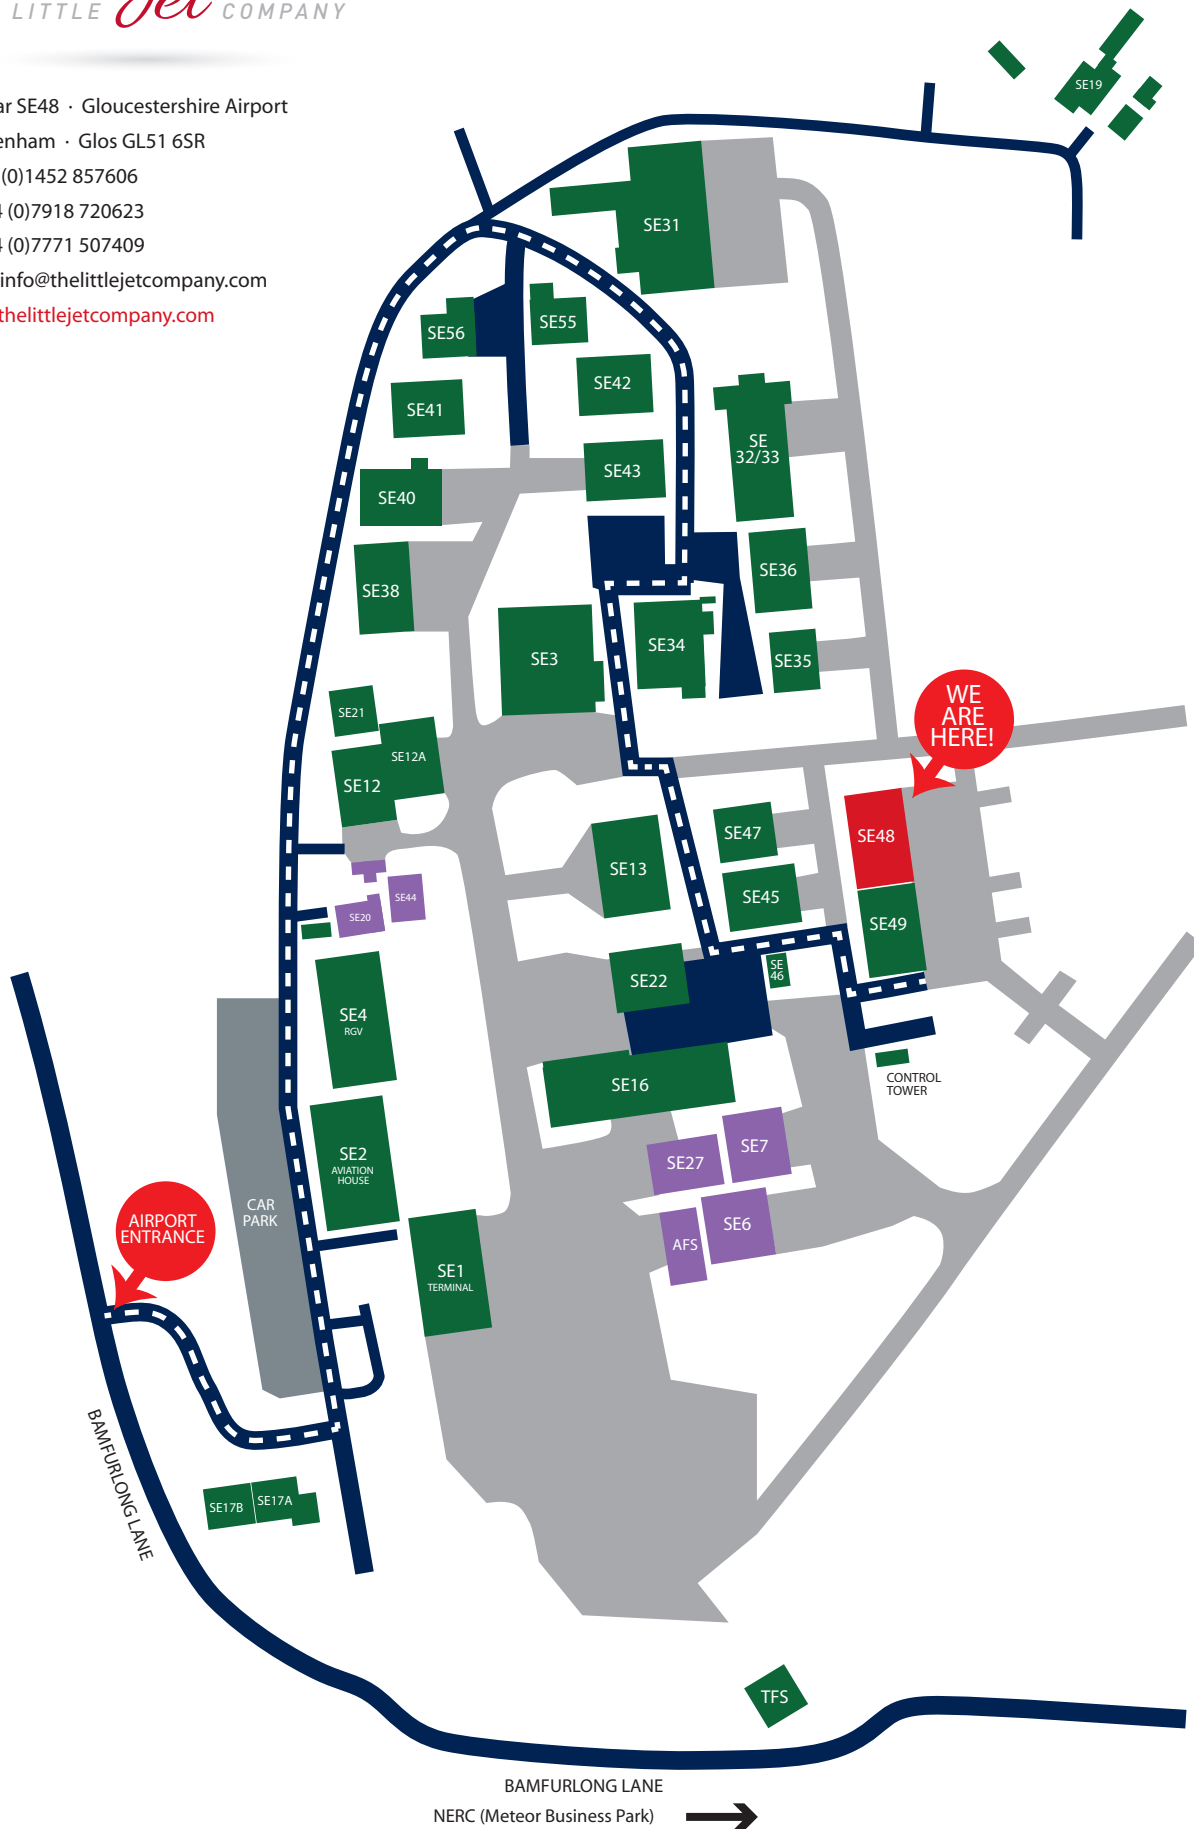 LITTLE Jet COMPANY
SE48 · Gloucestershire Airport
Glos GL51 6SR
(0)1452 857606
(0)7918 720623
(0)7771 507409
info@thelittlejetcompany.com
thelittlejetcompany.com
SE19
SE31
SE56
SE55
SE42
SE41
SE
32/33
SE43
SE40
SE36
SE38
SE34
SE3
SE35
WE
ARE
HERE!
SE21
SE12A
SE12
SE47
SE48
SE13
SE45
SE44
SE20
SE49
SE
46
SE22
SE4
RGV
CONTROL
TOWER
SE16
SE2
AVIATION
HOUSE
SE7
SE27
CAR
PARK
AIRPORT
ENTRANCE
SE6
AFS
SE1
TERMINAL
BAMFURLONG LANE
SE17B
SE17A
TFS
BAMFURLONG LANE
NERC (Meteor Business Park)